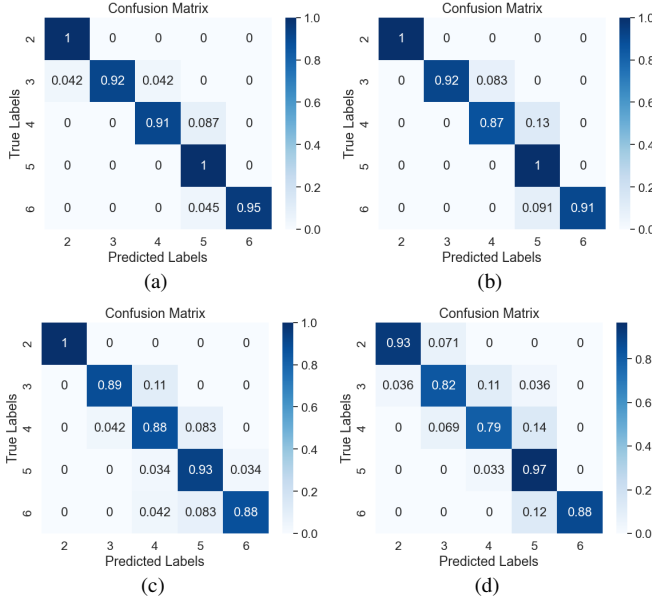 Confusion Matrix
1.0
2 1 0 0 0 0
0.8
3 0.042 0.92 0.042 0 0
0.6
True Labels
4 0 0 0.91 0.087 0
0.4
5 0 0 0 1 0
0.2
6 0 0 0 0.045 0.95
0.0
2 3 4 5 6
Predicted Labels
(a)
Confusion Matrix
1.0
2 1 0 0 0 0
0.8
3 0 0.92 0.083 0 0
0.6
True Labels
4 0 0 0.87 0.13 0
0.4
5 0 0 0 1 0
0.2
6 0 0 0 0.091 0.91
0.0
2 3 4 5 6
Predicted Labels
(b)
Confusion Matrix
1.0
2 1 0 0 0 0
0.8
3 0 0.89 0.11 0 0
0.6
True Labels
4 0 0.042 0.88 0.083 0
0.4
5 0 0 0.034 0.93 0.034
0.2
6 0 0 0.042 0.083 0.88
0.0
2 3 4 5 6
Predicted Labels
(c)
Confusion Matrix
2 0.93 0.071 0 0 0
0.8
3 0.036 0.82 0.11 0.036 0
0.6
True Labels
4 0 0.069 0.79 0.14 0
0.4
5 0 0 0.033 0.97 0
0.2
6 0 0 0 0.12 0.88
0.0
2 3 4 5 6
Predicted Labels
(d)